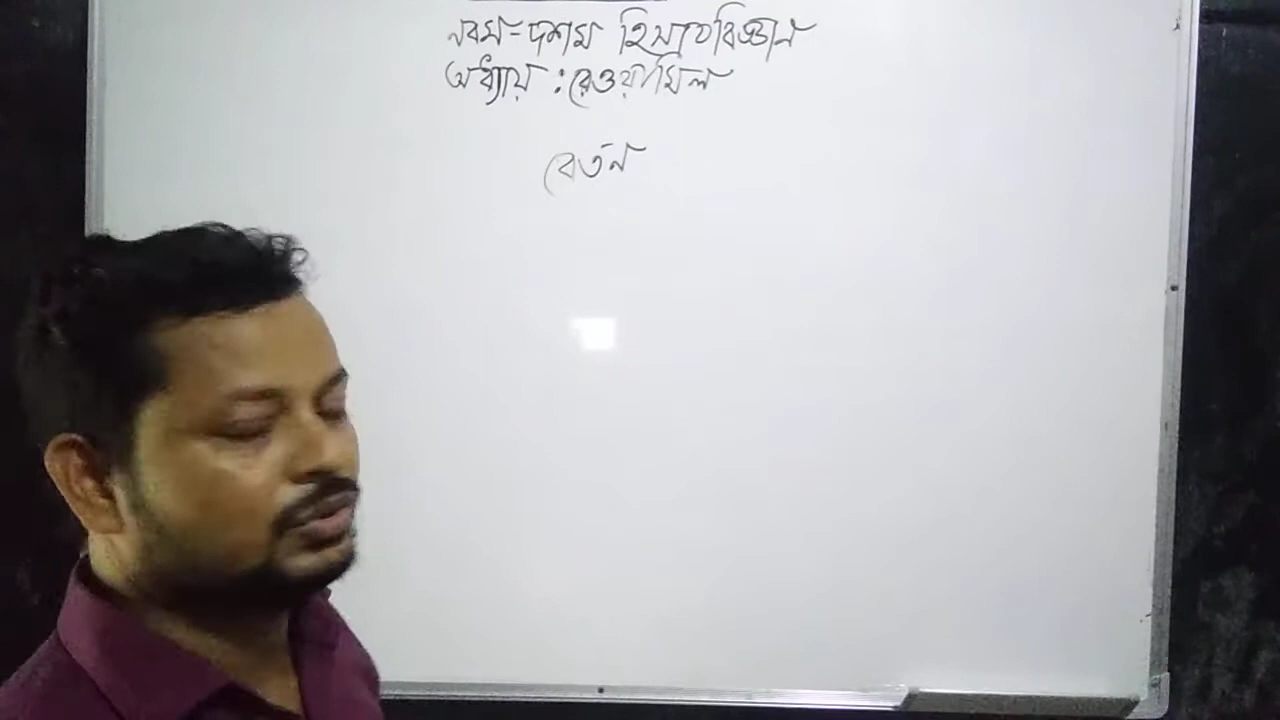 নবম-দশম হিসাববিজ্ঞান
অধ্যায় : রেওয়ামিল
বেতন